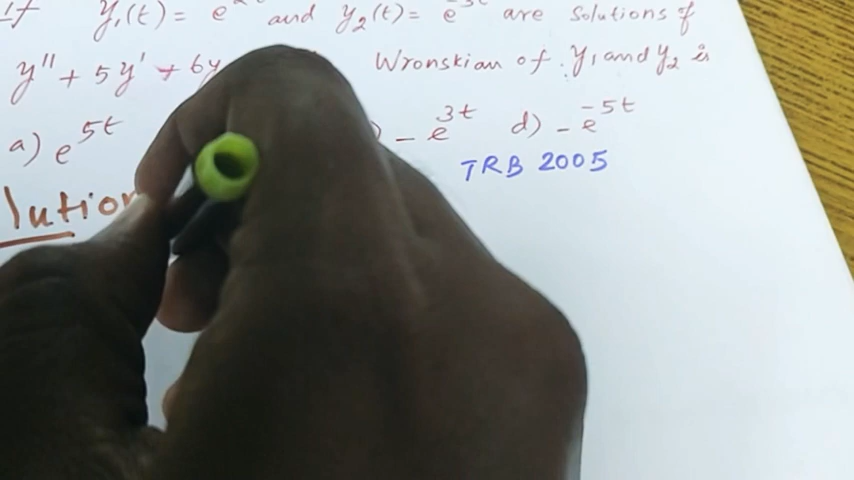 If y₁(t) = e and y₂(t) = e are Solutions of
y'' + 5y' + 6y Wronskian of y₁ and y₂ is
a) e^5t ) - e^3t d) - e^-5t
TRB 2005
lution